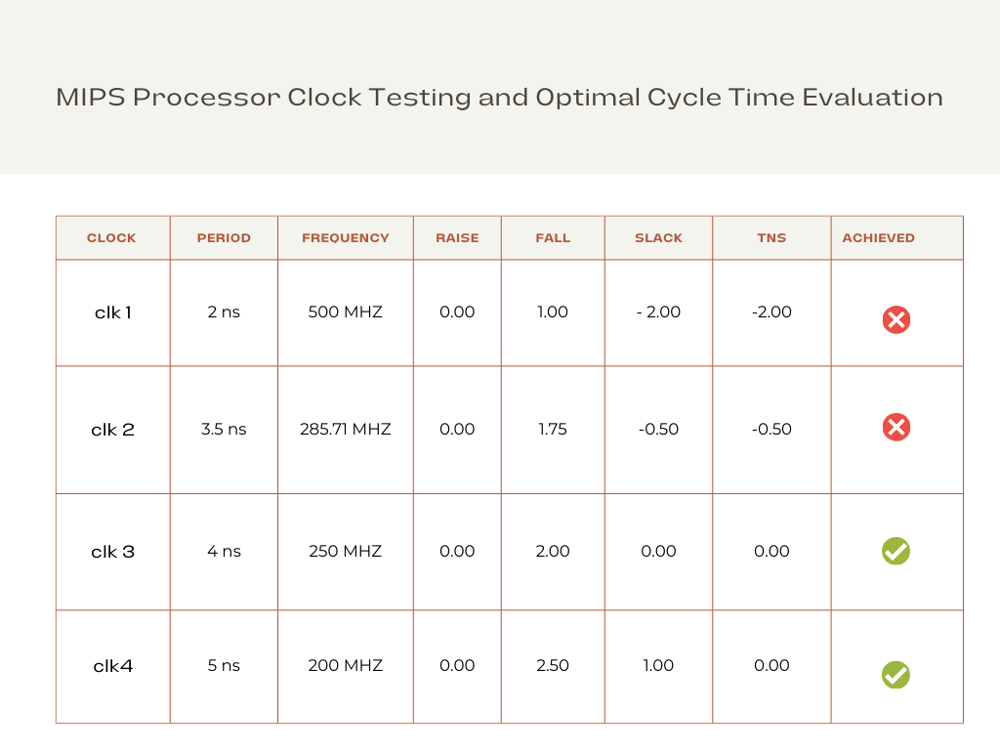 MIPS Processor Clock Testing and Optimal Cycle Time Evaluation
CLOCK PERIOD FREQUENCY RAISE FALL SLACK TNS ACHIEVED
clk 1 2 ns 500 MHZ 0.00 1.00 - 2.00 -2.00
clk 2 3.5 ns 285.71 MHZ 0.00 1.75 -0.50 -0.50
clk 3 4 ns 250 MHZ 0.00 2.00 0.00 0.00
clk4 5 ns 200 MHZ 0.00 2.50 1.00 0.00